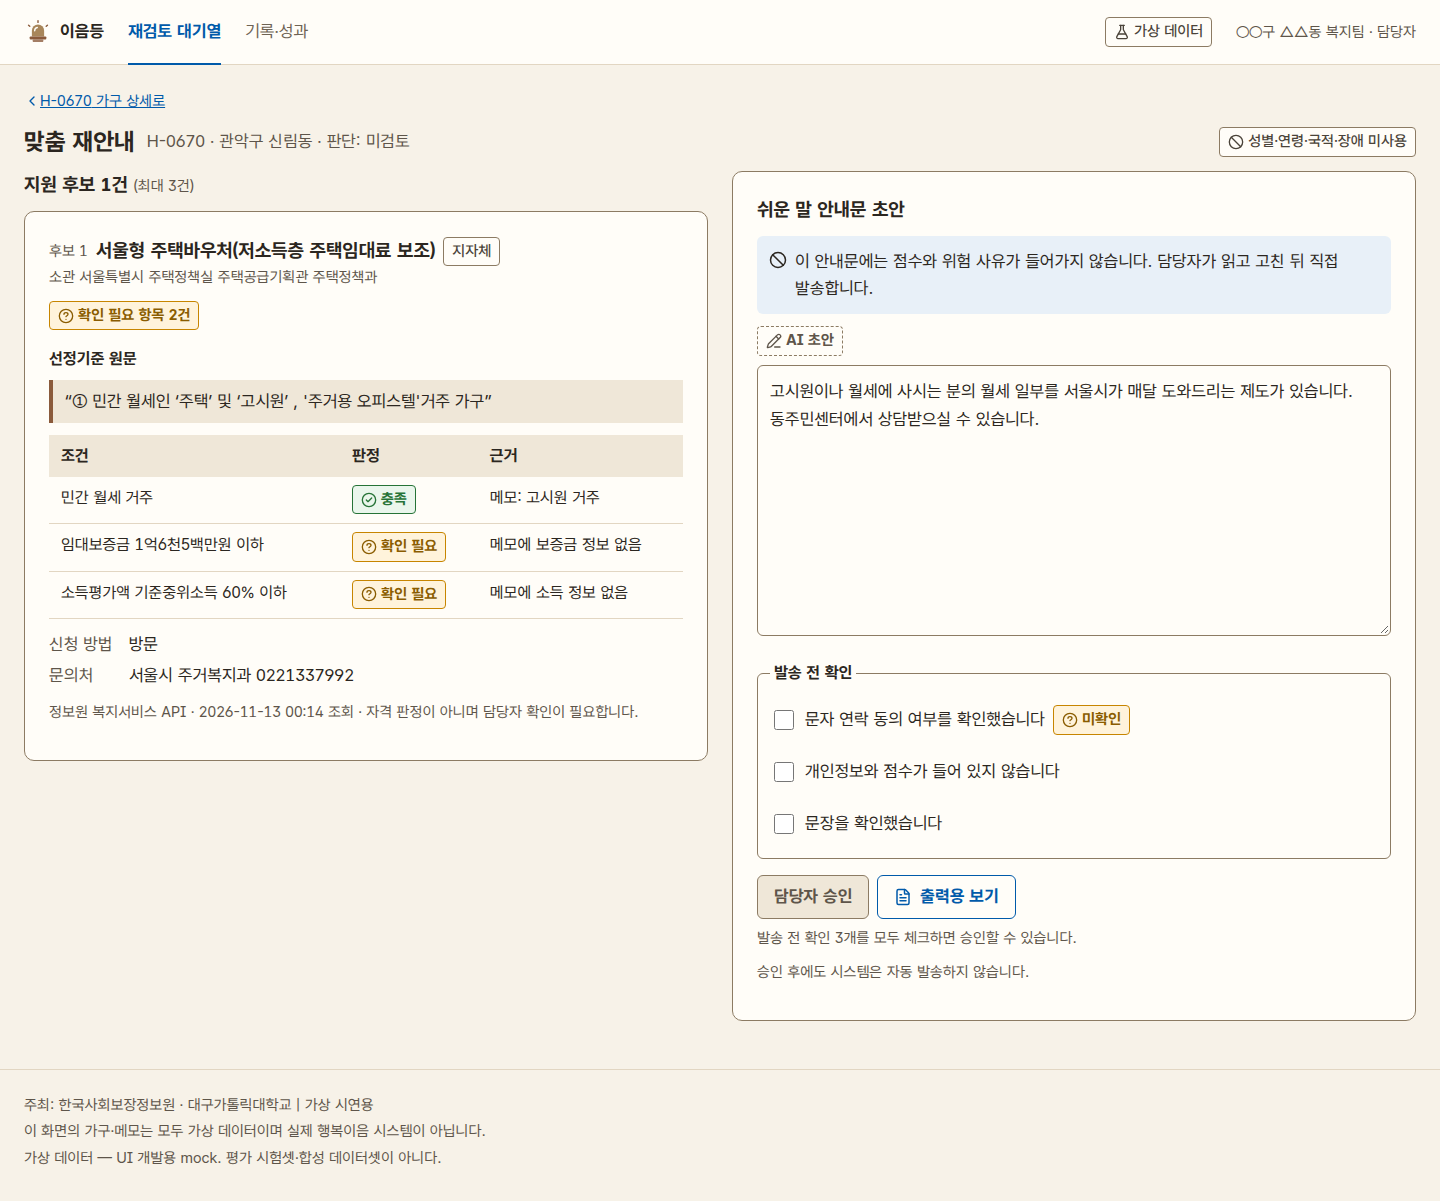 이음등
재검토 대기열
기록·성과
가상 데이터
○○구 △△동 복지팀 · 담당자
H-0670 가구 상세로
맞춤 재안내 H-0670 · 관악구 신림동 · 판단: 미검토
성별·연령·국적·장애 미사용
지원 후보 1건 (최대 3건)
후보 1 서울형 주택바우처(저소득층 주택임대료 보조) 지자체
소관 서울특별시 주택정책실 주택공급기획관 주택정책과
확인 필요 항목 2건
선정기준 원문
“① 민간 월세인 ‘주택’ 및 ‘고시원’ , '주거용 오피스텔'거주 가구”
조건 판정 근거
민간 월세 거주 충족 메모: 고시원 거주
임대보증금 1억6천5백만원 이하 확인 필요 메모에 보증금 정보 없음
소득평가액 기준중위소득 60% 이하 확인 필요 메모에 소득 정보 없음
신청 방법 방문
문의처 서울시 주거복지과 0221337992
정보원 복지서비스 API · 2026-11-13 00:14 조회 · 자격 판정이 아니며 담당자 확인이 필요합니다.
쉬운 말 안내문 초안
이 안내문에는 점수와 위험 사유가 들어가지 않습니다. 담당자가 읽고 고친 뒤 직접
발송합니다.
AI 초안
고시원이나 월세에 사시는 분의 월세 일부를 서울시가 매달 도와드리는 제도가 있습니다.
동주민센터에서 상담받으실 수 있습니다.
발송 전 확인
문자 연락 동의 여부를 확인했습니다 미확인
개인정보와 점수가 들어 있지 않습니다
문장을 확인했습니다
담당자 승인
출력용 보기
발송 전 확인 3개를 모두 체크하면 승인할 수 있습니다.
승인 후에도 시스템은 자동 발송하지 않습니다.
주최: 한국사회보장정보원 · 대구가톨릭대학교 | 가상 시연용
이 화면의 가구·메모는 모두 가상 데이터이며 실제 행복이음 시스템이 아닙니다.
가상 데이터 — UI 개발용 mock. 평가 시험셋·합성 데이터셋이 아니다.